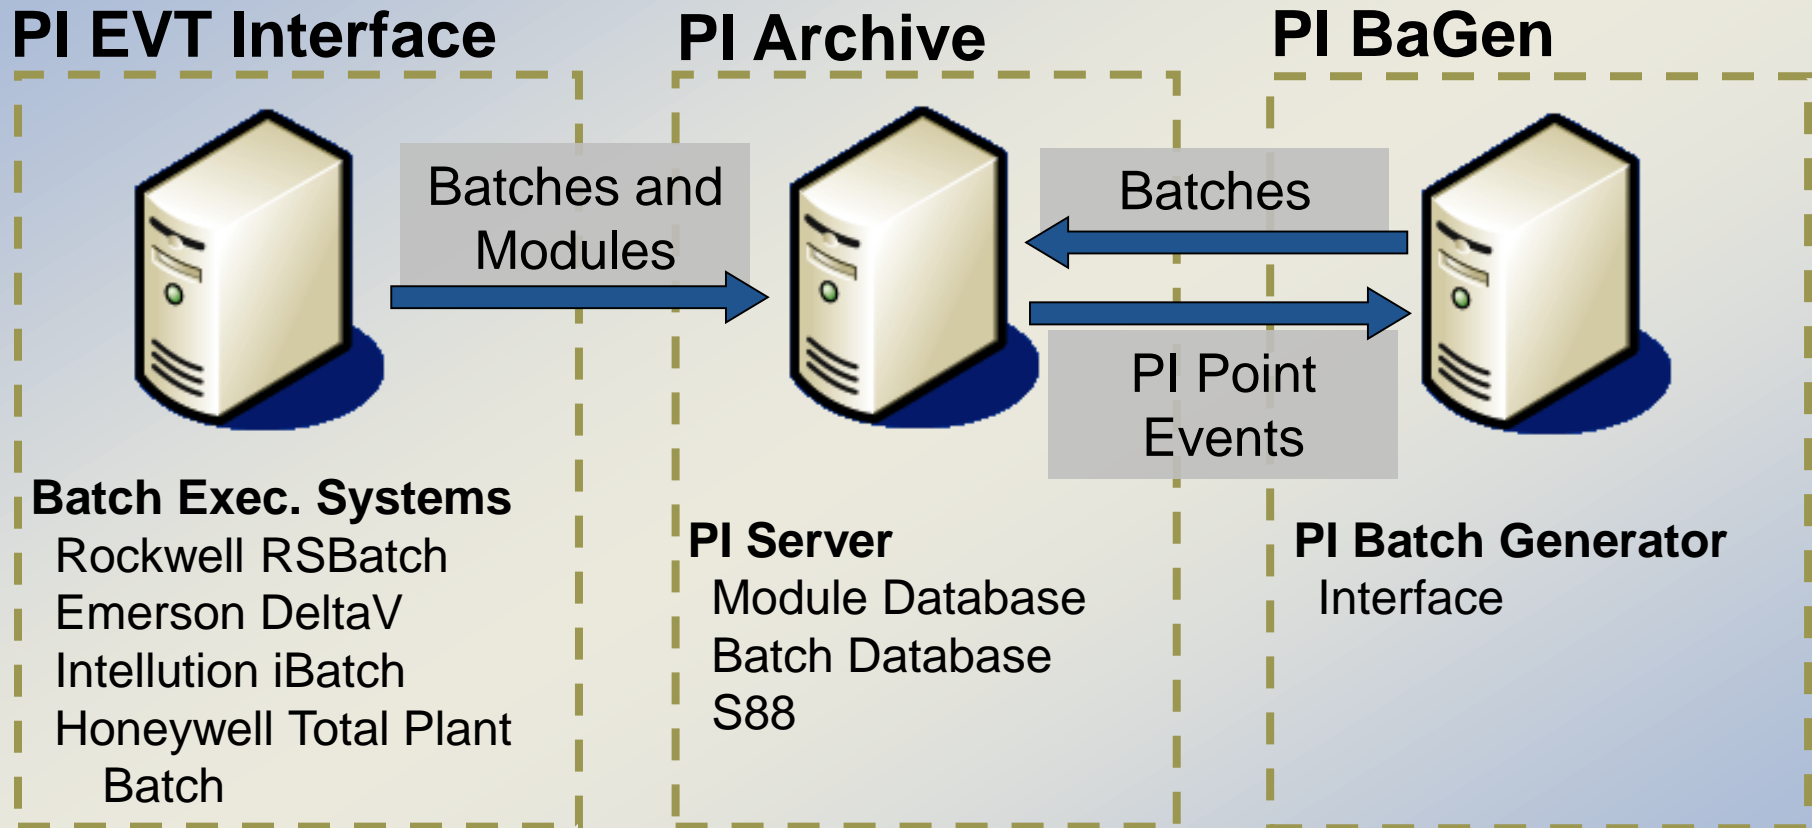 PI EVT Interface
PI Archive
PI BaGen
Batches and
Modules
Batches
PI Point
Events
Batch Exec. Systems
Rockwell RSBatch
Emerson DeltaV
Intellution iBatch
Honeywell Total Plant
Batch
PI Server
Module Database
Batch Database
S88
PI Batch Generator
Interface